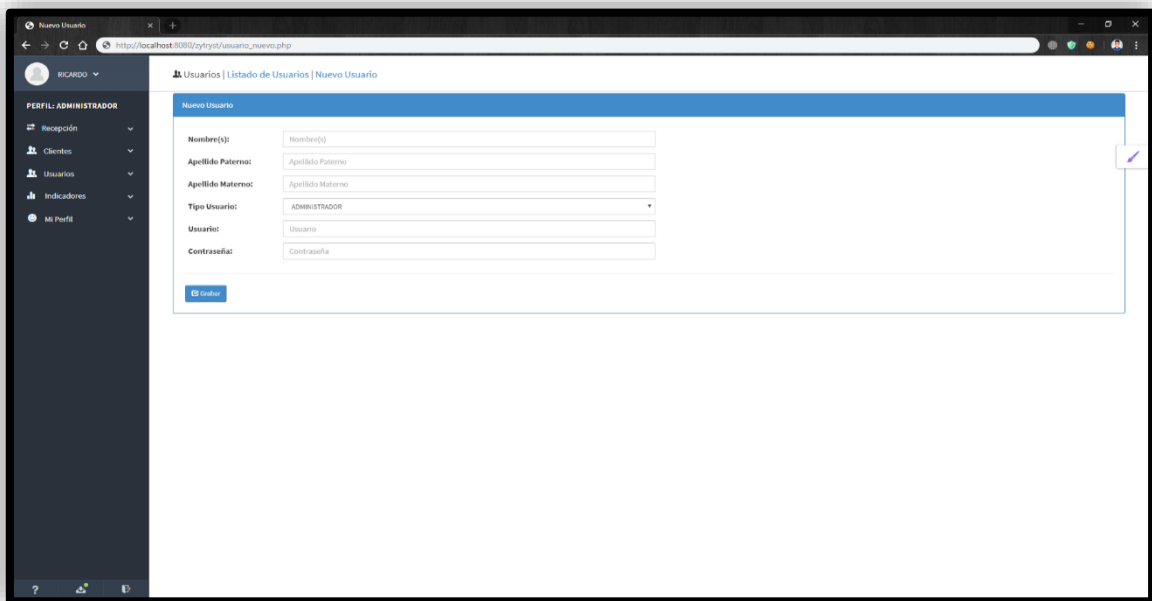 Nuevo Usuario
http://localhost:8080/zytryst/usuario_nuevo.php
RICARDO
Usuarios | Listado de Usuarios | Nuevo Usuario
PERFIL: ADMINISTRADOR
Recepción
Clientes
Usuarios
Indicadores
Mi Perfil
Nuevo Usuario
Nombre(s): Nombre(s)
Apellido Paterno: Apellido Paterno
Apellido Materno: Apellido Materno
Tipo Usuario: ADMINISTRADOR
Usuario: Usuario
Contraseña: Contraseña
Grabar
?